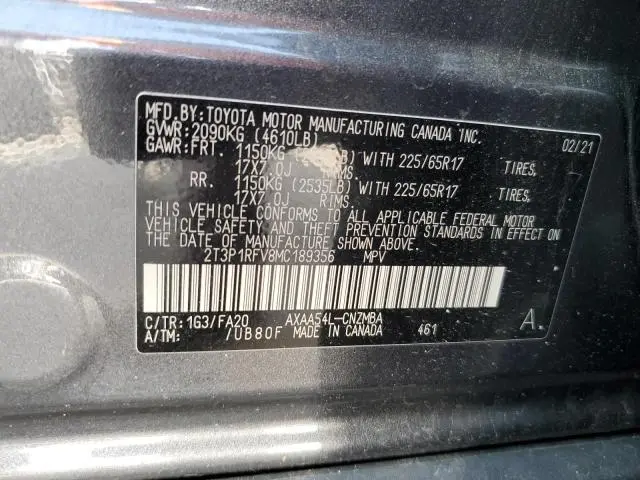 MFD. BY: TOYOTA MOTOR MANUFACTURING CANADA INC.
GVWR: 2090KG (4610LB) 02/21
GAWR: FRT. 1150KG LB) WITH 225/65R17 TIRES,
17X7.0J RIMS,
RR. 1150KG (2535LB) WITH 225/65R17 TIRES,
17X7.0J RIMS
THIS VEHICLE CONFORMS TO ALL APPLICABLE FEDERAL MOTOR
VEHICLE SAFETY AND THEFT PREVENTION STANDARDS IN EFFECT ON
THE DATE OF MANUFACTURE SHOWN ABOVE.
2T3P1RFV8MC189356 MPV
C/TR: 1G3/FA20 AXAA54L-CNZMBA A.
A/TM: /UB80F MADE IN CANADA 461